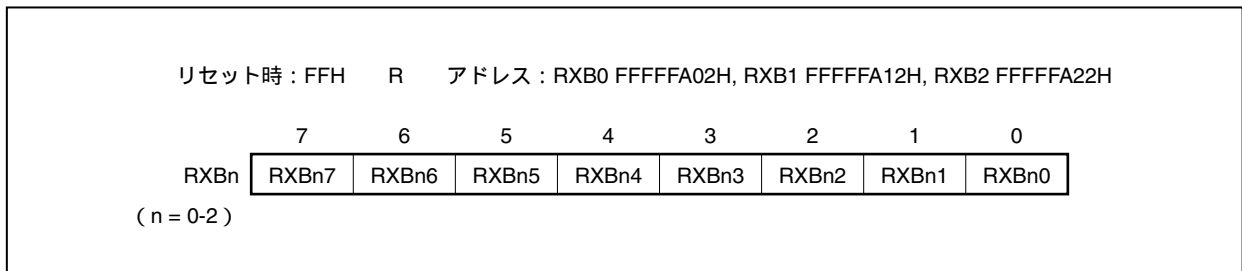 リセット時：FFH R アドレス：RXB0 FFFFFA02H, RXB1 FFFFFA12H, RXB2 FFFFFA22H
7 6 5 4 3 2 1 0
RXBn RXBn7 RXBn6 RXBn5 RXBn4 RXBn3 RXBn2 RXBn1 RXBn0
（n = 0-2）